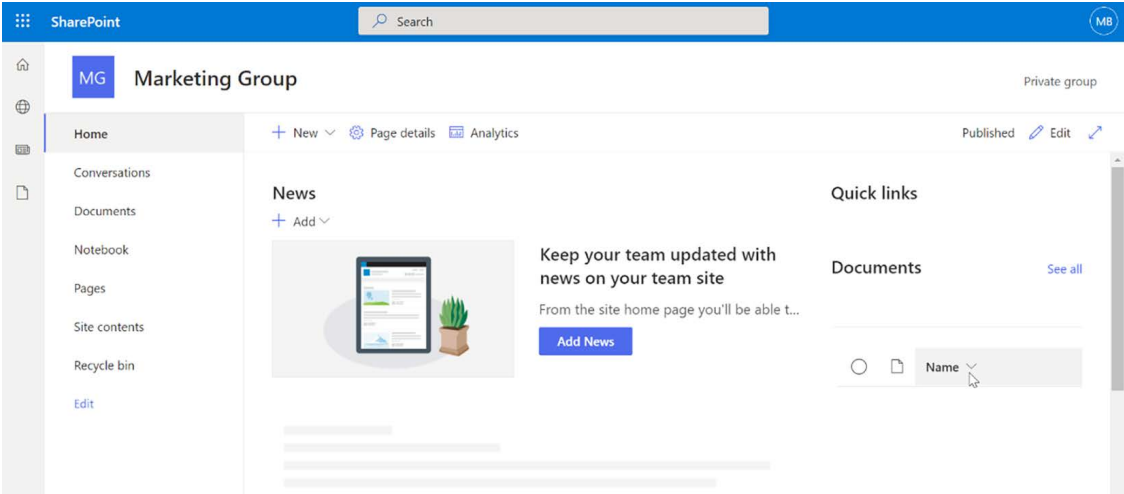 SharePoint
Search
MB
MG
Marketing Group
Private group
Home
Conversations
Documents
Notebook
Pages
Site contents
Recycle bin
Edit
New
Page details
Analytics
Published
Edit
News
Add
Keep your team updated with
news on your team site
From the site home page you'll be able t...
Add News
Quick links
Documents
See all
Name